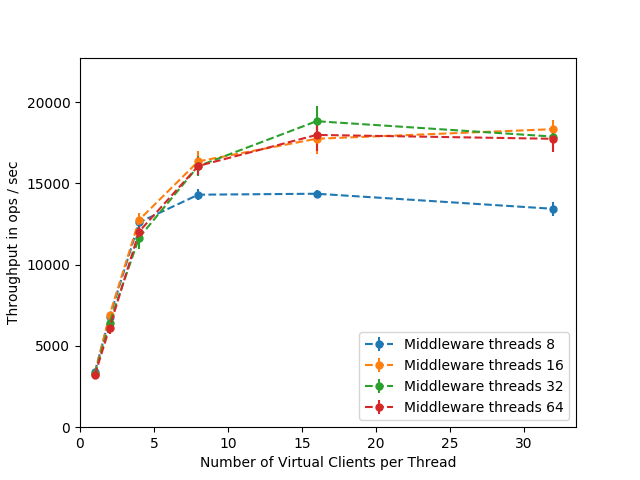 20000
15000
10000
5000
0
Throughput in ops / sec
0 5 10 15 20 25 30
Number of Virtual Clients per Thread
Middleware threads 8
Middleware threads 16
Middleware threads 32
Middleware threads 64